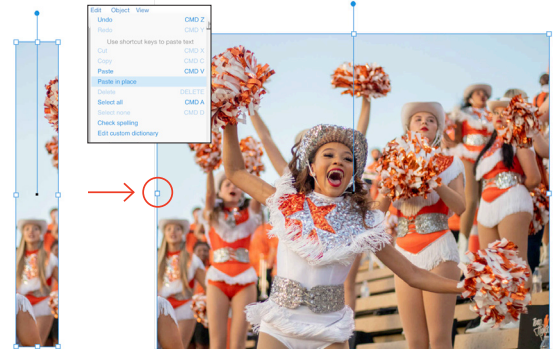 Edit Object View
Undo CMD Z
Redo CMD Y
Use shortcut keys to paste text
Cut CMD X
Copy CMD C
Paste CMD V
Paste in place
Delete DELETE
Select all CMD A
Select none CMD D
Check spelling
Edit custom dictionary